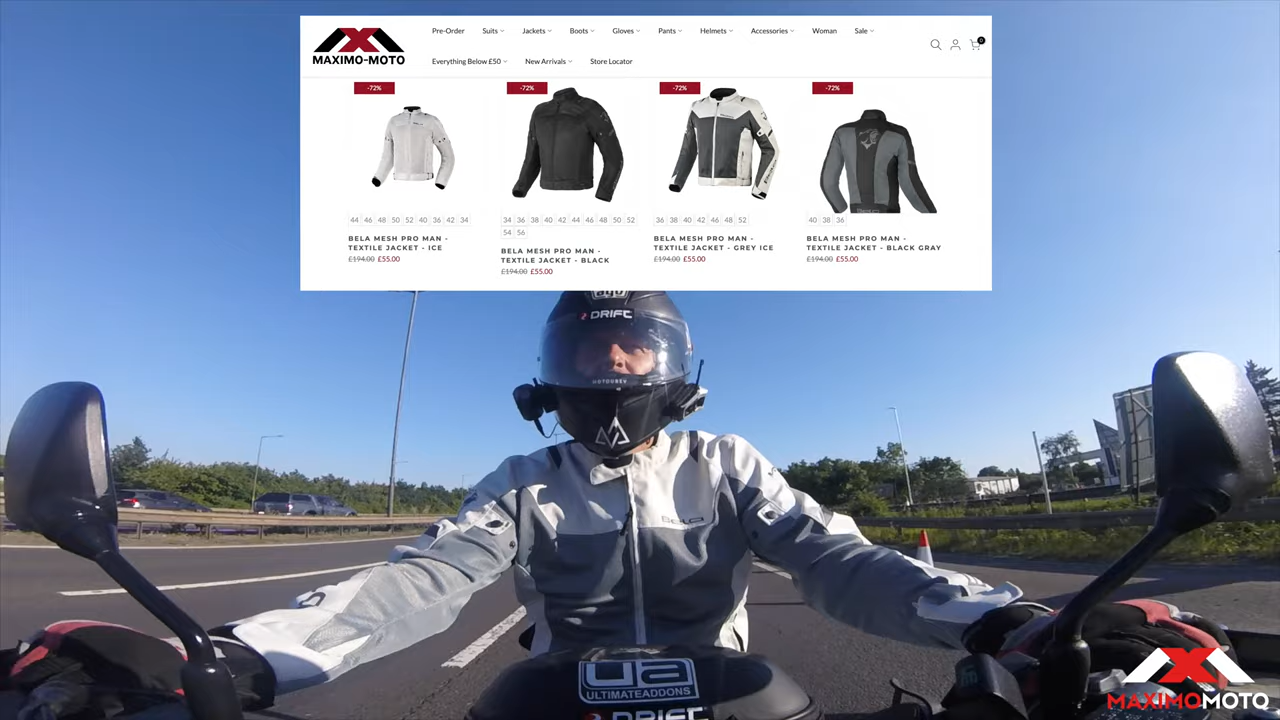 Pre-Order Suits Jackets Boots Gloves Pants Helmets Accessories Woman Sale
MAXIMO-MOTO
0
Everything Below £50 New Arrivals Store Locator
-72% -72% -72% -72%
44 46 48 50 52 40 36 42 34
34 36 38 40 42 44 46 48 50 52
54 56
36 38 40 42 46 48 52
40 38 36
BELA MESH PRO MAN -
TEXTILE JACKET - ICE
£194.00 £55.00
BELA MESH PRO MAN -
TEXTILE JACKET - BLACK
£194.00 £55.00
BELA MESH PRO MAN -
TEXTILE JACKET - GREY ICE
£194.00 £55.00
BELA MESH PRO MAN -
TEXTILE JACKET - BLACK GRAY
£194.00 £55.00
DRIFT
MOTOBREV
ua
ULTIMATEADDONS
DRIFT
MAXIMOMOTO